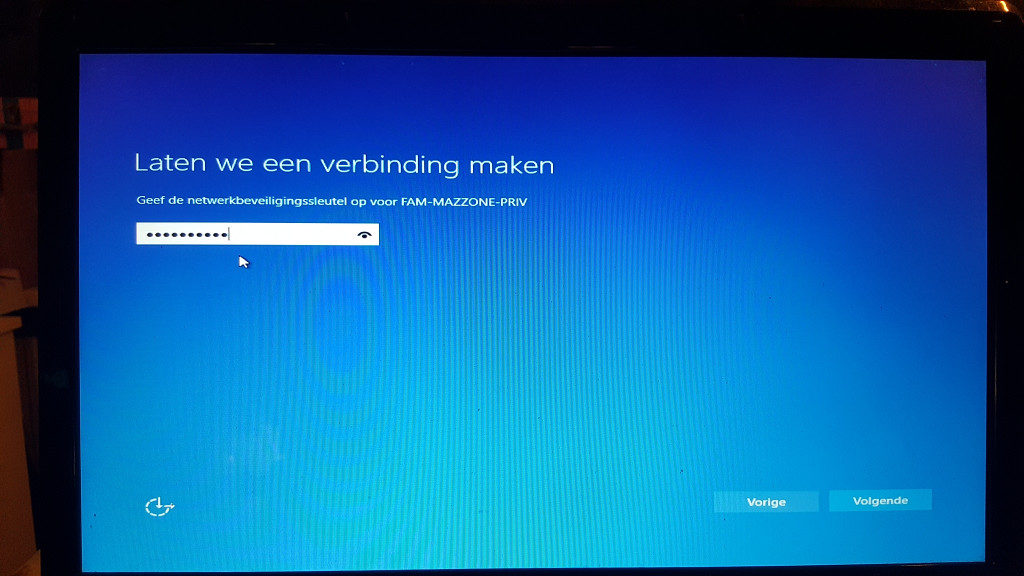 Laten we een verbinding maken
Geef de netwerkbeveiligingssleutel op voor FAM-MAZZONE-PRIV
••••••••••
Vorige
Volgende